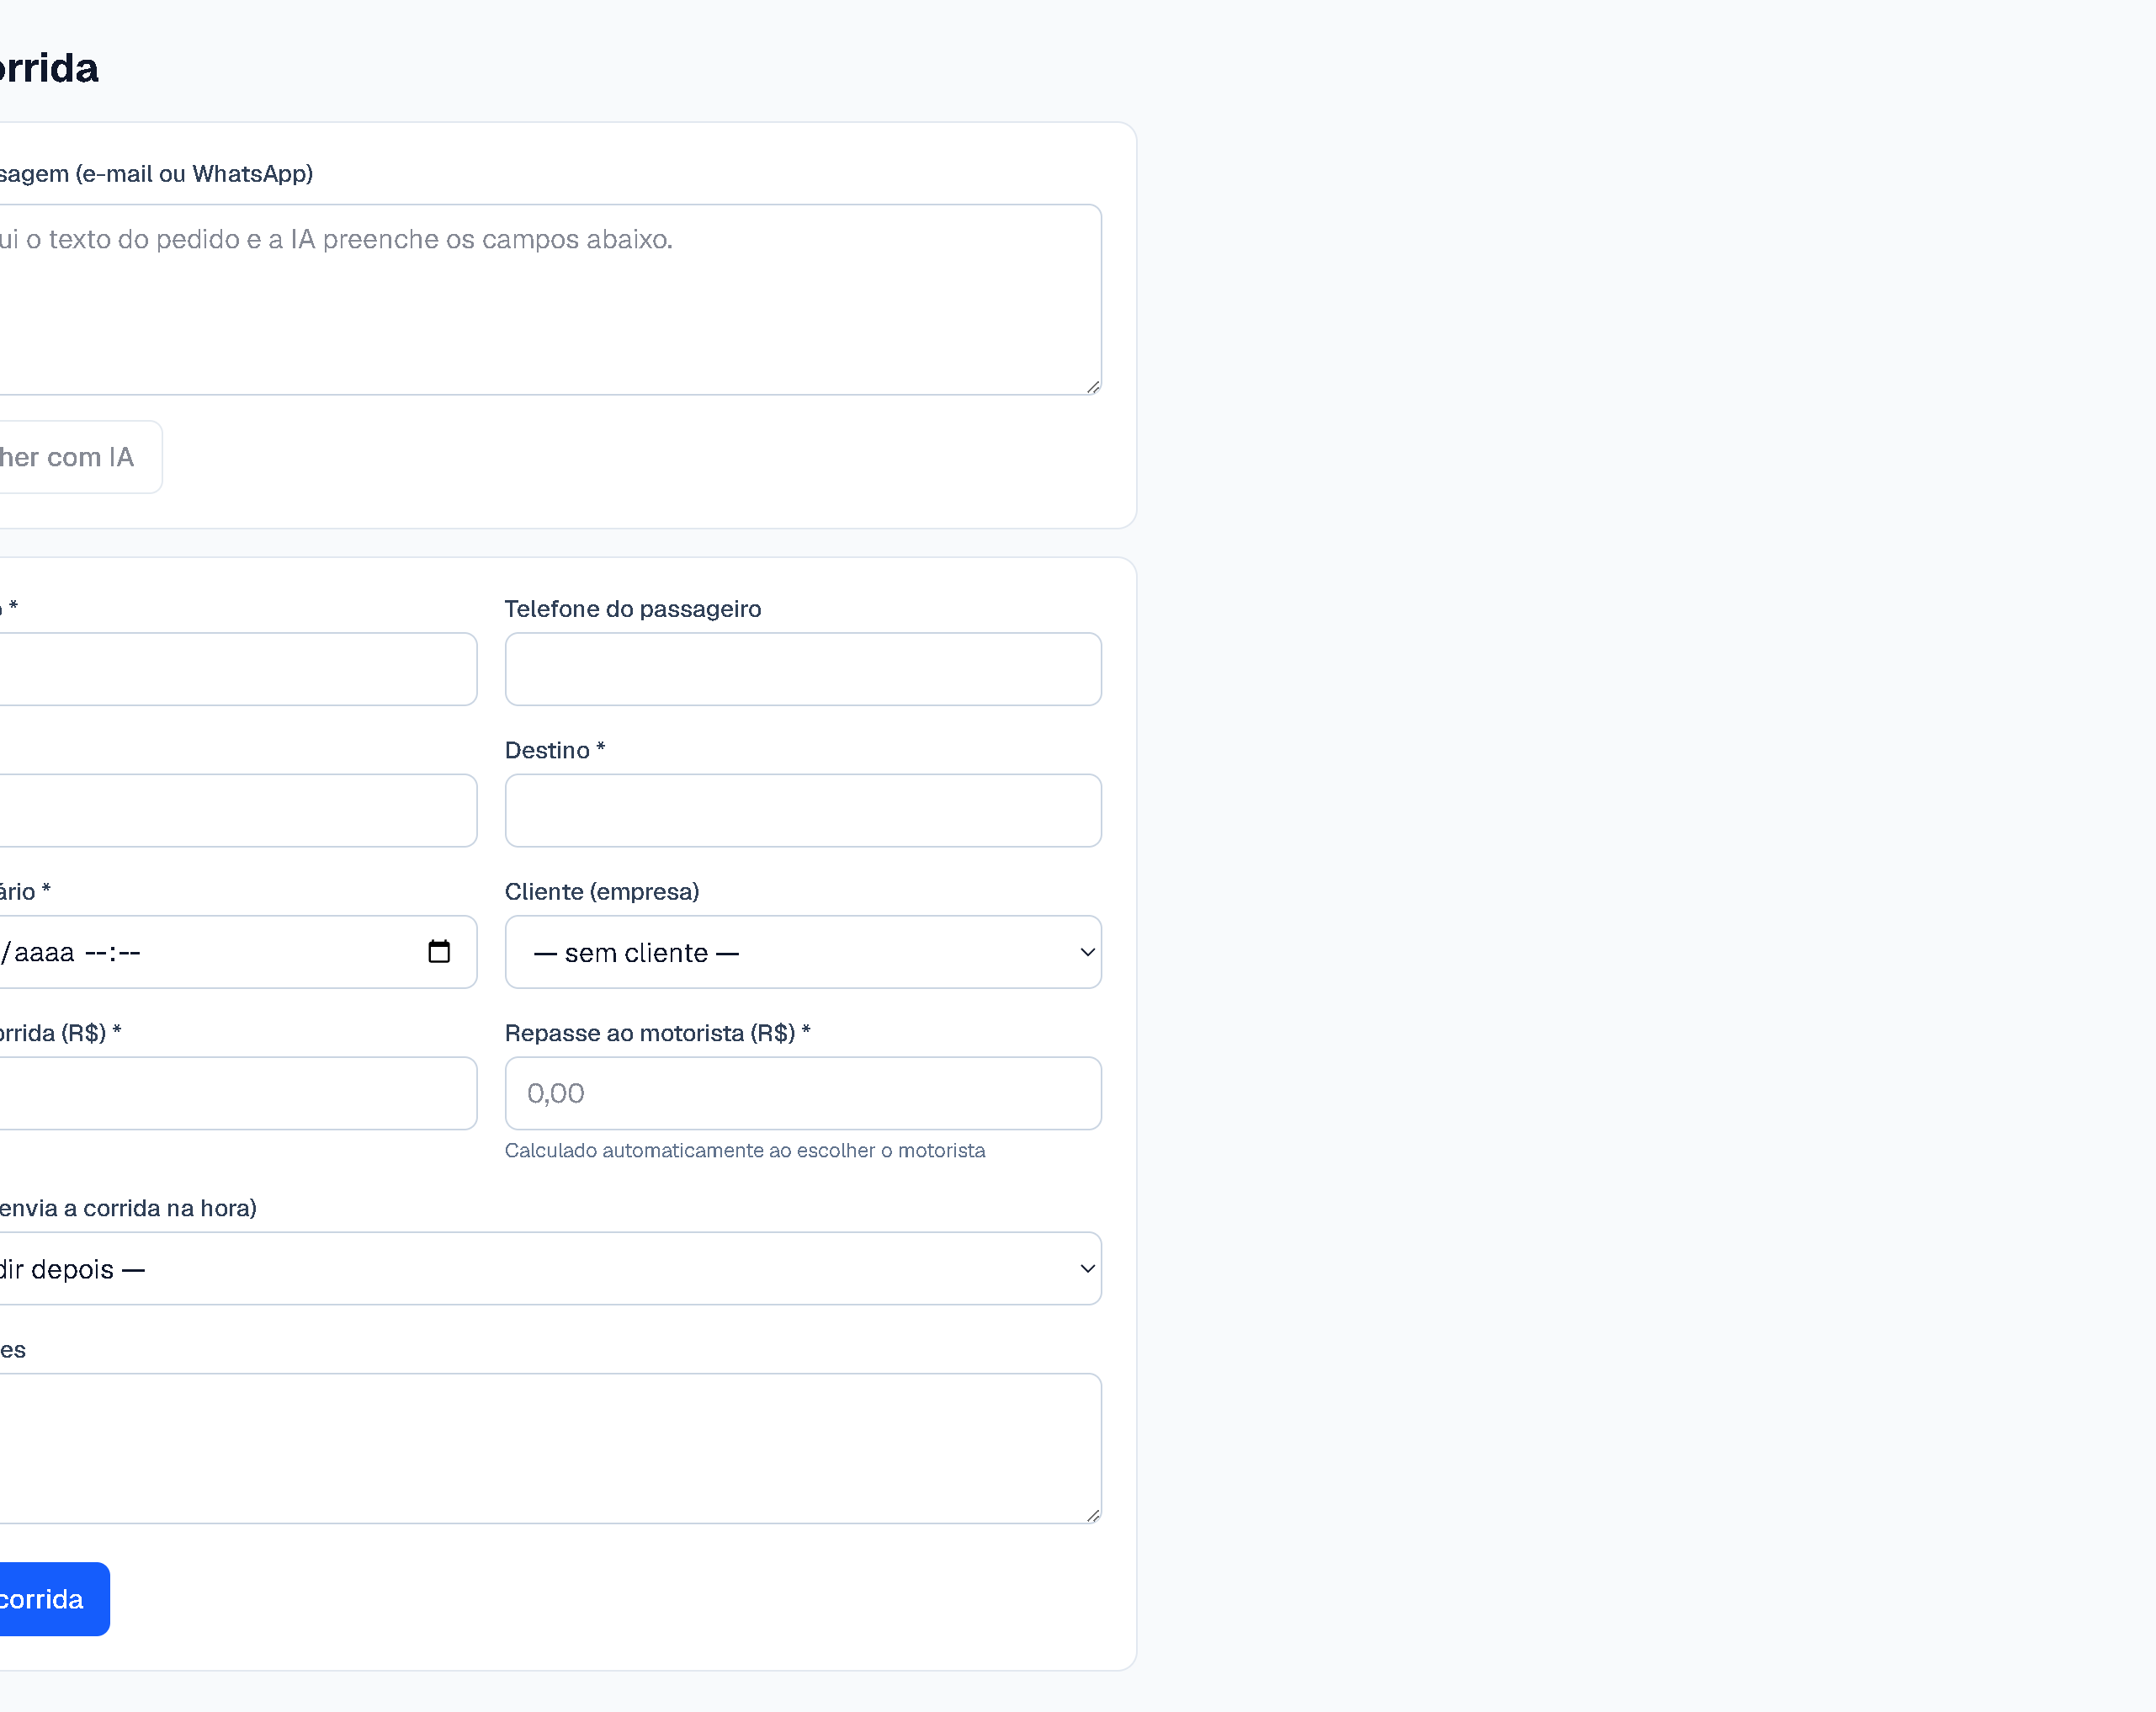 orrida
sagem (e-mail ou WhatsApp)
ui o texto do pedido e a IA preenche os campos abaixo.
her com IA
o *
Telefone do passageiro
Destino *
ário *
Cliente (empresa)
/aaaa --:--
— sem cliente —
orrida (R$) *
Repasse ao motorista (R$) *
0,00
Calculado automaticamente ao escolher o motorista
envia a corrida na hora)
dir depois —
es
corrida